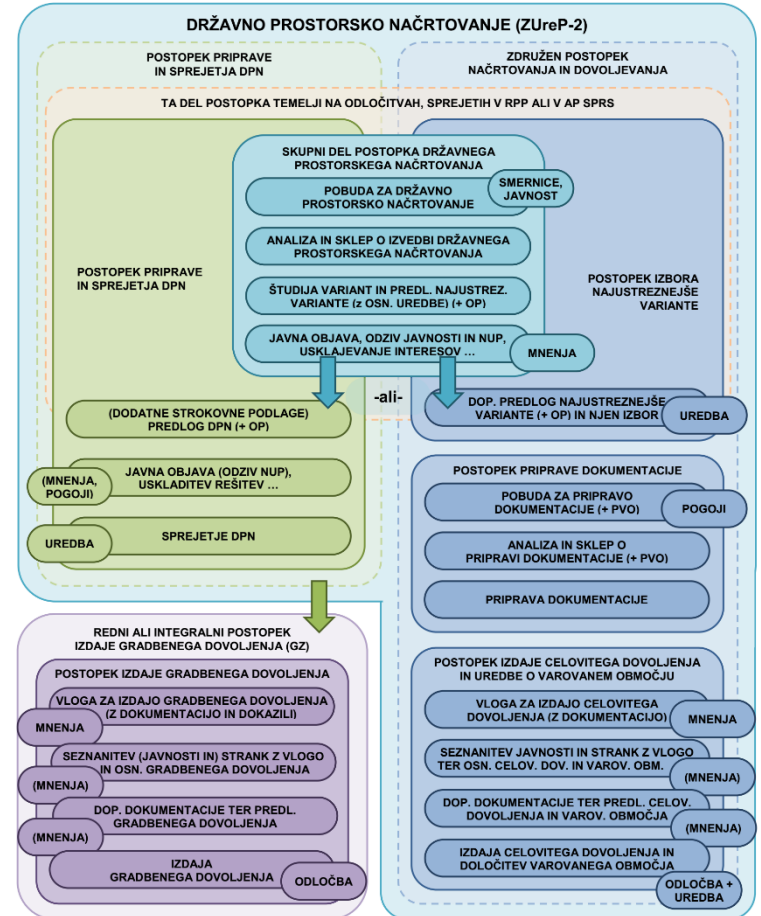 DRŽAVNO PROSTORSKO NAČRTOVANJE (ZUreP-2)
POSTOPEK PRIPRAVE
IN SPREJETJA DPN
ZDRUŽEN POSTOPEK
NAČRTOVANJA IN DOVOLJEVANJA
TA DEL POSTOPKA TEMELJI NA ODLOČITVAH, SPREJETIH V RPP ALI V AP SPRS
SKUPNI DEL POSTOPKA DRŽAVNEGA
PROSTORSKEGA NAČRTOVANJA
POBUDA ZA DRŽAVNO
PROSTORSKO NAČRTOVANJE
SMERNICE,
JAVNOST
ANALIZA IN SKLEP O IZVEDBI DRŽAVNEGA
PROSTORSKEGA NAČRTOVANJA
ŠTUDIJA VARIANT IN PREDL. NAJUSTREZ.
VARIANTE (z OSN. UREDBE) (+ OP)
JAVNA OBJAVA, ODZIV JAVNOSTI IN NUP,
USKLAJEVANJE INTERESOV ...
MNENJA
POSTOPEK PRIPRAVE
IN SPREJETJA DPN
POSTOPEK IZBORA
NAJUSTREZNEJŠE
VARIANTE
-ali-
(DODATNE STROKOVNE PODLAGE)
PREDLOG DPN (+ OP)
JAVNA OBJAVA (ODZIV NUP),
USKLADITEV REŠITEV ...
(MNENJA,
POGOJI)
SPREJETJE DPN
UREDBA
DOP. PREDLOG NAJUSTREZNEJŠE
VARIANTE (+ OP) IN NJEN IZBOR
UREDBA
POSTOPEK PRIPRAVE DOKUMENTACIJE
POBUDA ZA PRIPRAVO
DOKUMENTACIJE (+ PVO)
POGOJI
ANALIZA IN SKLEP O
PRIPRAVI DOKUMENTACIJE (+ PVO)
PRIPRAVA DOKUMENTACIJE
REDNI ALI INTEGRALNI POSTOPEK
IZDAJE GRADBENEGA DOVOLJENJA (GZ)
POSTOPEK IZDAJE GRADBENEGA DOVOLJENJA
VLOGA ZA IZDAJO GRADBENEGA DOVOLJENJA
(Z DOKUMENTACIJO IN DOKAZILI)
MNENJA
SEZNANITEV (JAVNOSTI IN) STRANK Z VLOGO
IN OSN. GRADBENEGA DOVOLJENJA
(MNENJA)
DOP. DOKUMENTACIJE TER PREDL.
GRADBENEGA DOVOLJENJA
(MNENJA)
IZDAJA
GRADBENEGA DOVOLJENJA
ODLOČBA
POSTOPEK IZDAJE CELOVITEGA DOVOLJENJA
IN UREDBE O VAROVANEM OBMOČJU
VLOGA ZA IZDAJO CELOVITEGA
DOVOLJENJA (Z DOKUMENTACIJO)
MNENJA
SEZNANITEV JAVNOSTI IN STRANK Z VLOGO
TER OSN. CELOV. DOV. IN VAROV. OBM.
(MNENJA)
DOP. DOKUMENTACIJE TER PREDL. CELOV.
DOVOLJENJA IN VAROV. OBMOČJA
(MNENJA)
IZDAJA CELOVITEGA DOVOLJENJA IN
DOLOČITEV VAROVANEGA OBMOČJA
ODLOČBA +
UREDBA